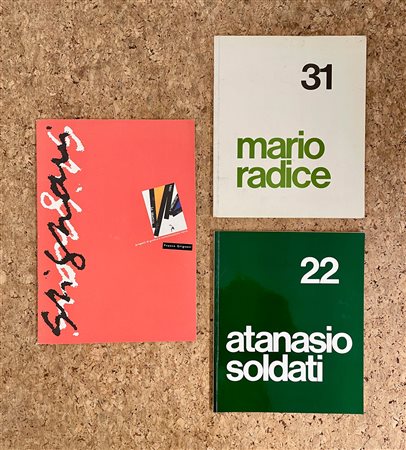 Grignani
Franco Grignani
31
mario
radice
22
atanasio
soldati